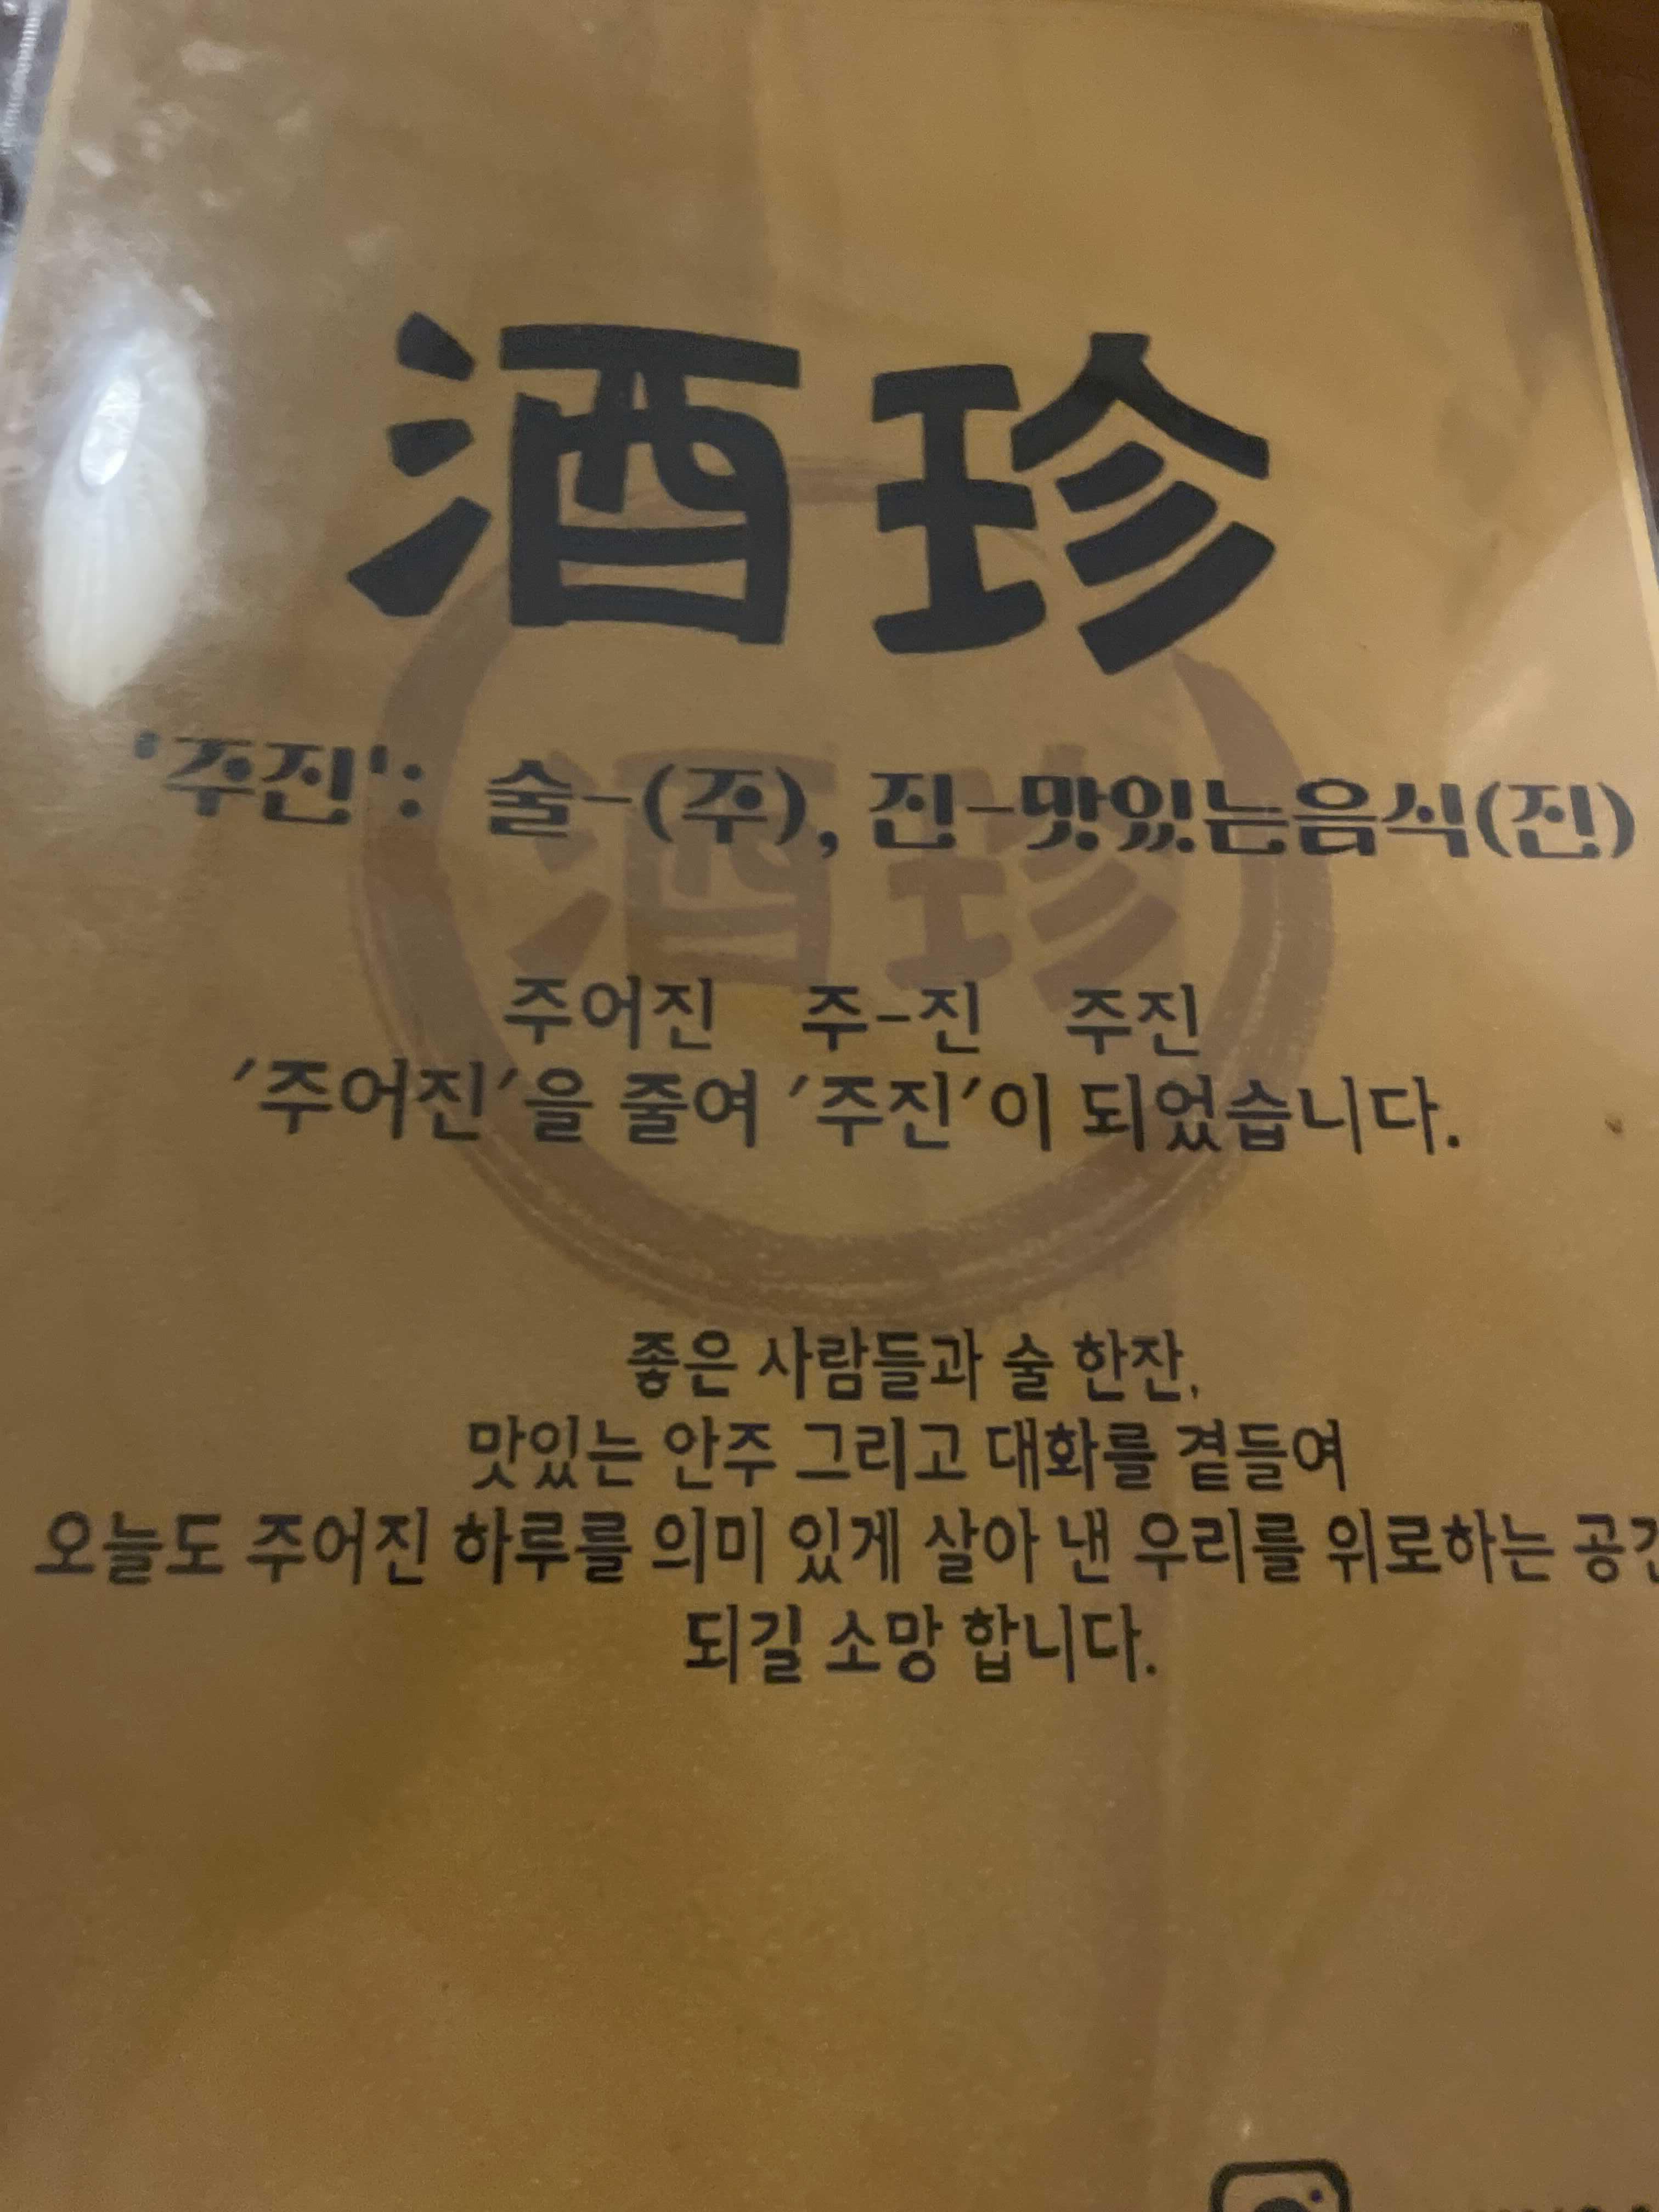 酒珍
'주진': 술-(주), 진-맛있는음식(진)
酒珍
주어진 주-진 주진
'주어진'을 줄여 '주진'이 되었습니다.
좋은 사람들과 술 한잔,
맛있는 안주 그리고 대화를 곁들여
오늘도 주어진 하루를 의미 있게 살아 낸 우리를 위로하는
되길 소망 합니다.